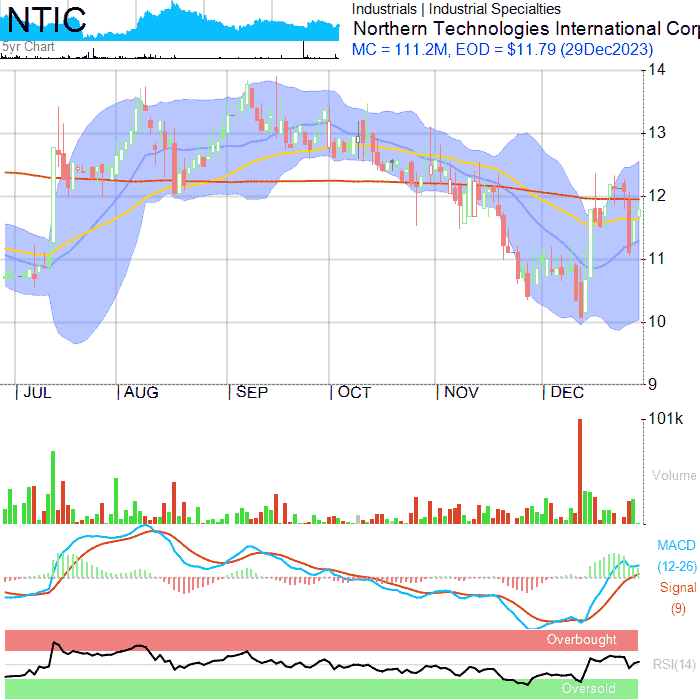 NTIC
5yr Chart
Industrials | Industrial Specialties
Northern Technologies International Corp
MC = 111.2M, EOD = $11.79 (29Dec2023)
14
13
12
11
10
9
JUL AUG SEP OCT NOV DEC
101k
Volume
MACD
(12-26)
Signal
(9)
Overbought
RSI(14)
Oversold